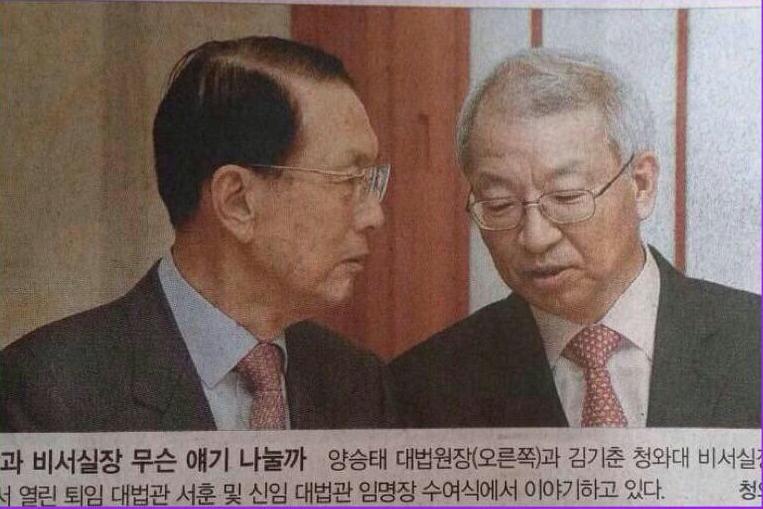 과 비서실장 무슨 얘기 나눌까 양승태 대법원장(오른쪽)과 김기춘 청와대 비서실장
서 열린 퇴임 대법관 서훈 및 신임 대법관 임명장 수여식에서 이야기하고 있다. 청와